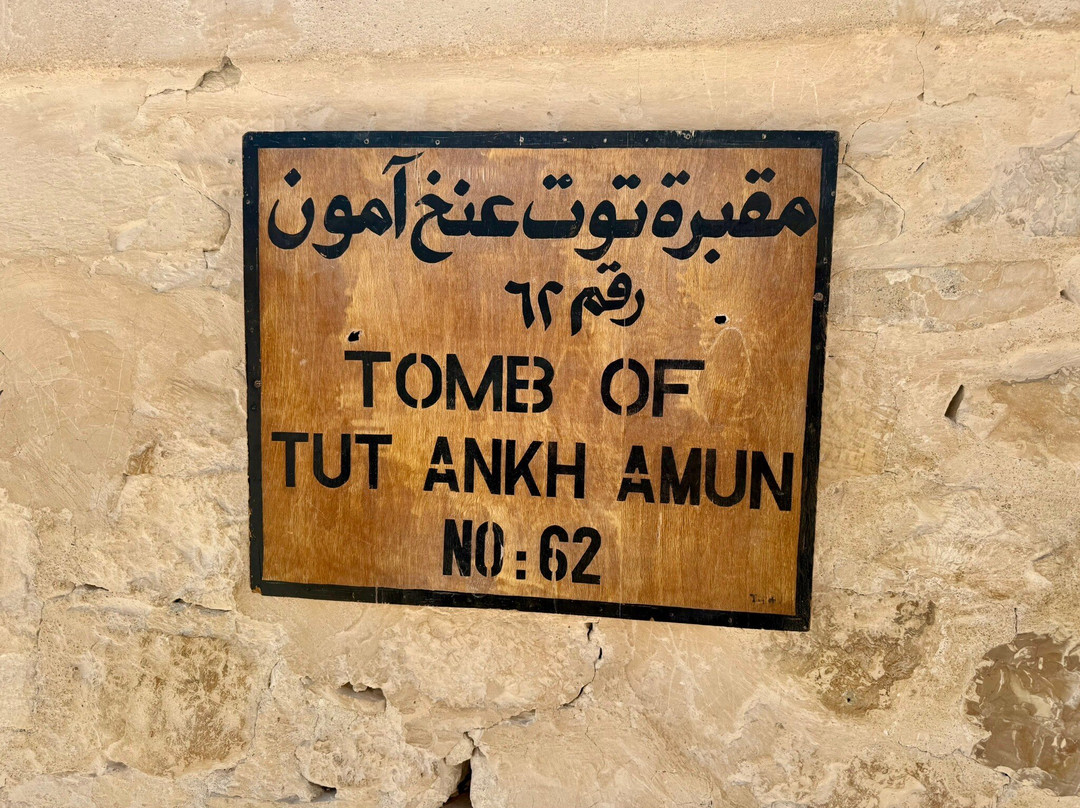 مقبرة توت عنخ آمون
رقم ٦٢
TOMB OF
TUT ANKH AMUN
NO: 62